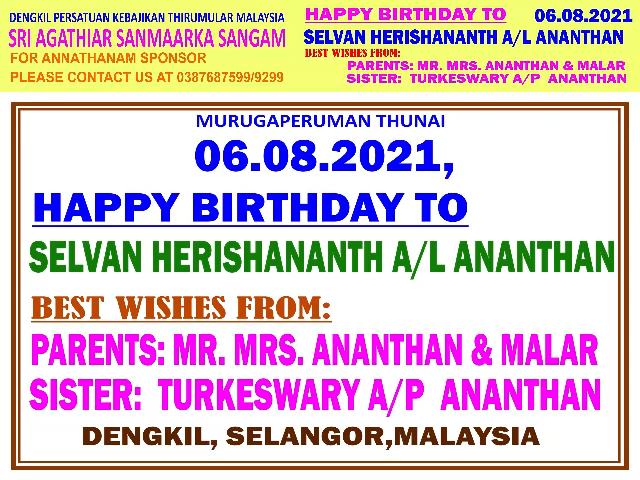 DENGKIL PERSATUAN KEBAJIKAN THIRUMULAR MALAYSIA
SRI AGATHIAR SANMAARKA SANGAM
FOR ANNATHANAM SPONSOR
PLEASE CONTACT US AT 0387687599/9299
HAPPY BIRTHDAY TO 06.08.2021
SELVAN HERISHANANTH A/L ANANTHAN
BEST WISHES FROM:
PARENTS: MR. MRS. ANANTHAN & MALAR
SISTER: TURKESWARY A/P ANANTHAN
MURUGAPERUMAN THUNAI
06.08.2021,
HAPPY BIRTHDAY TO
SELVAN HERISHANANTH A/L ANANTHAN
BEST WISHES FROM:
PARENTS: MR. MRS. ANANTHAN & MALAR
SISTER: TURKESWARY A/P ANANTHAN
DENGKIL, SELANGOR,MALAYSIA